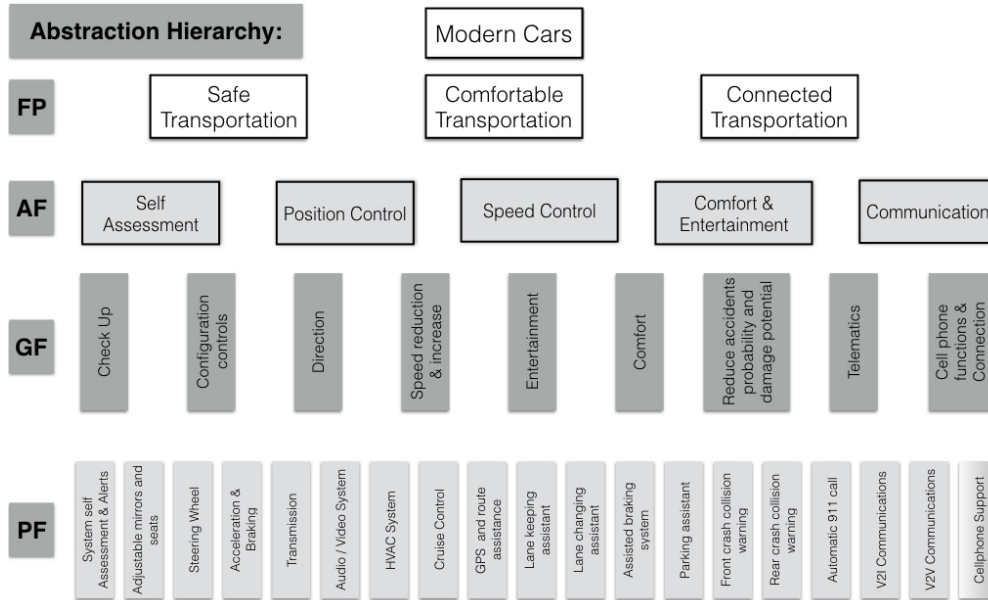 Abstraction Hierarchy:
Modern Cars
FP
Safe
Transportation
Comfortable
Transportation
Connected
Transportation
AF
Self
Assessment
Position Control
Speed Control
Comfort &
Entertainment
Communication
GF
Check Up
Configuration
controls
Direction
Speed reduction
& increase
Entertainment
Comfort
Reduce accidents
probability and
damage potential
Telematics
Cell phone
functions &
Connection
PF
System self
Assessment & Alerts
Adjustable mirrors and
seats
Steering Wheel
Acceleration &
Braking
Transmission
Audio / Video System
HVAC System
Cruise Control
GPS and route
assistance
Lane keeping
assistant
Lane changing
assistant
Assisted braking
system
Parking assistant
Front crash collision
warning
Rear crash collision
warning
Automatic 911 call
V2I Communications
V2V Communications
Cellphone Support